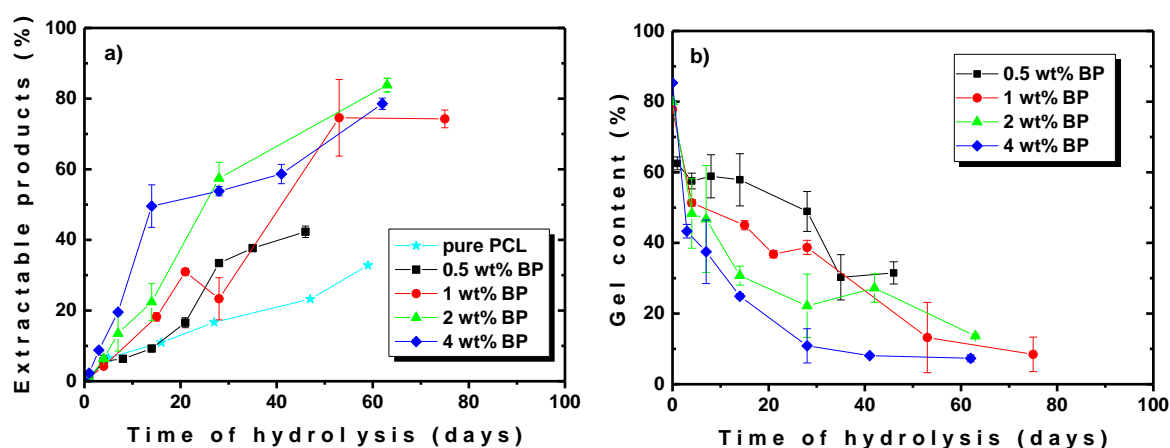 a)
Extractable products (%)
100
80
60
40
20
0
0 20 40 60 80 100
Time of hydrolysis (days)
pure PCL
0.5 wt% BP
1 wt% BP
2 wt% BP
4 wt% BP
b)
Gel content (%)
100
80
60
40
20
0
0 20 40 60 80 100
Time of hydrolysis (days)
0.5 wt% BP
1 wt% BP
2 wt% BP
4 wt% BP